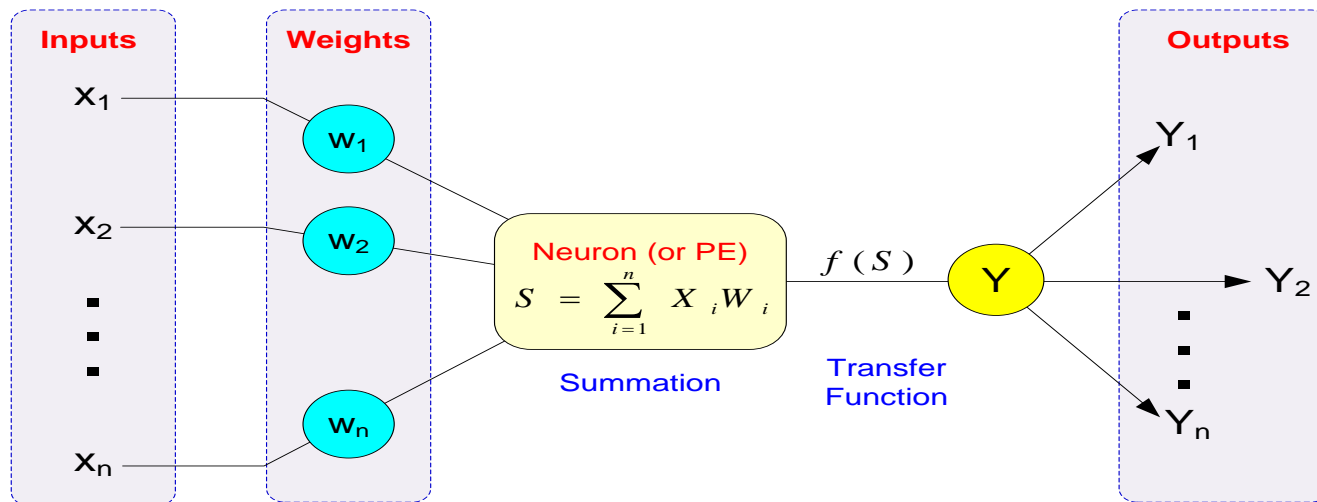 Inputs
Weights
Outputs
x1
w1
Y1
x2
w2
Neuron (or PE)
S = ∑ n i=1 X i W i
f (S)
Y
Y2
Summation
Transfer
Function
xn
wn
Yn